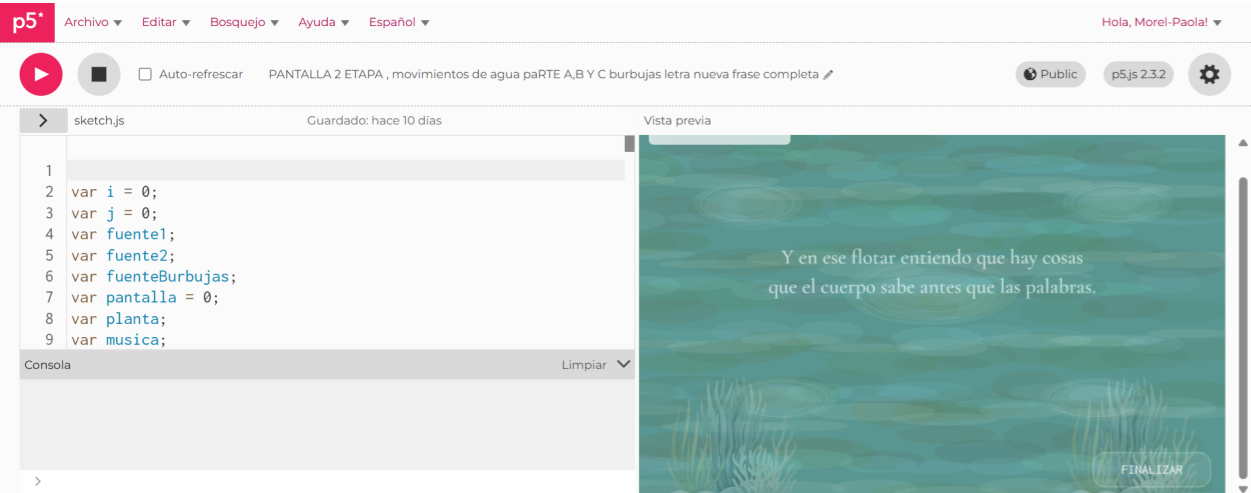 p5* Archivo Editar Bosquejo Ayuda Español Hola, Morel-Paola!
Auto-refrescar PANTALLA 2 ETAPA , movimientos de agua paRTE A,B Y C burbujas letra nueva frase completa Public p5.js 2.3.2
sketch.js Guardado: hace 10 días Vista previa
1
2 var i = 0;
3 var j = 0;
4 var fuente1;
5 var fuente2;
6 var fuenteBurbujas;
7 var pantalla = 0;
8 var planta;
9 var musica;
Consola Limpiar
>
Y en ese flotar entiendo que hay cosas
que el cuerpo sabe antes que las palabras.
FINALIZAR